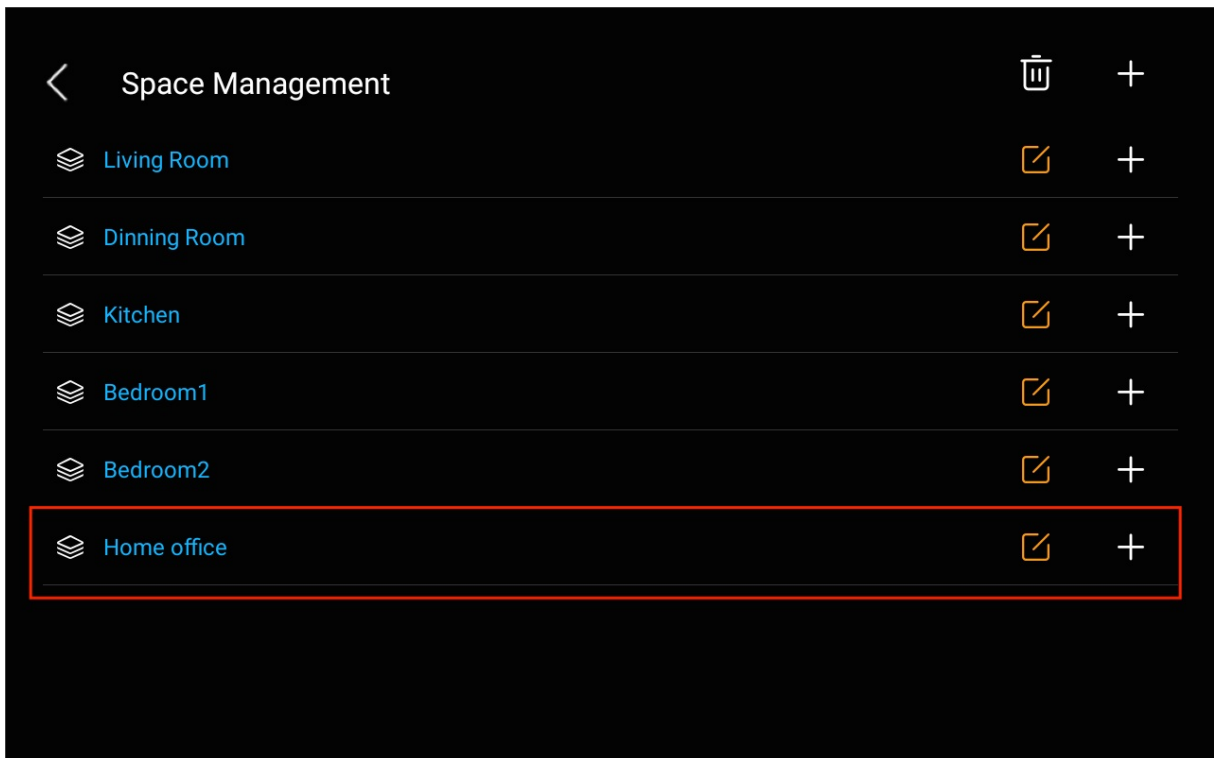 Space Management
Living Room
Dinning Room
Kitchen
Bedroom1
Bedroom2
Home office